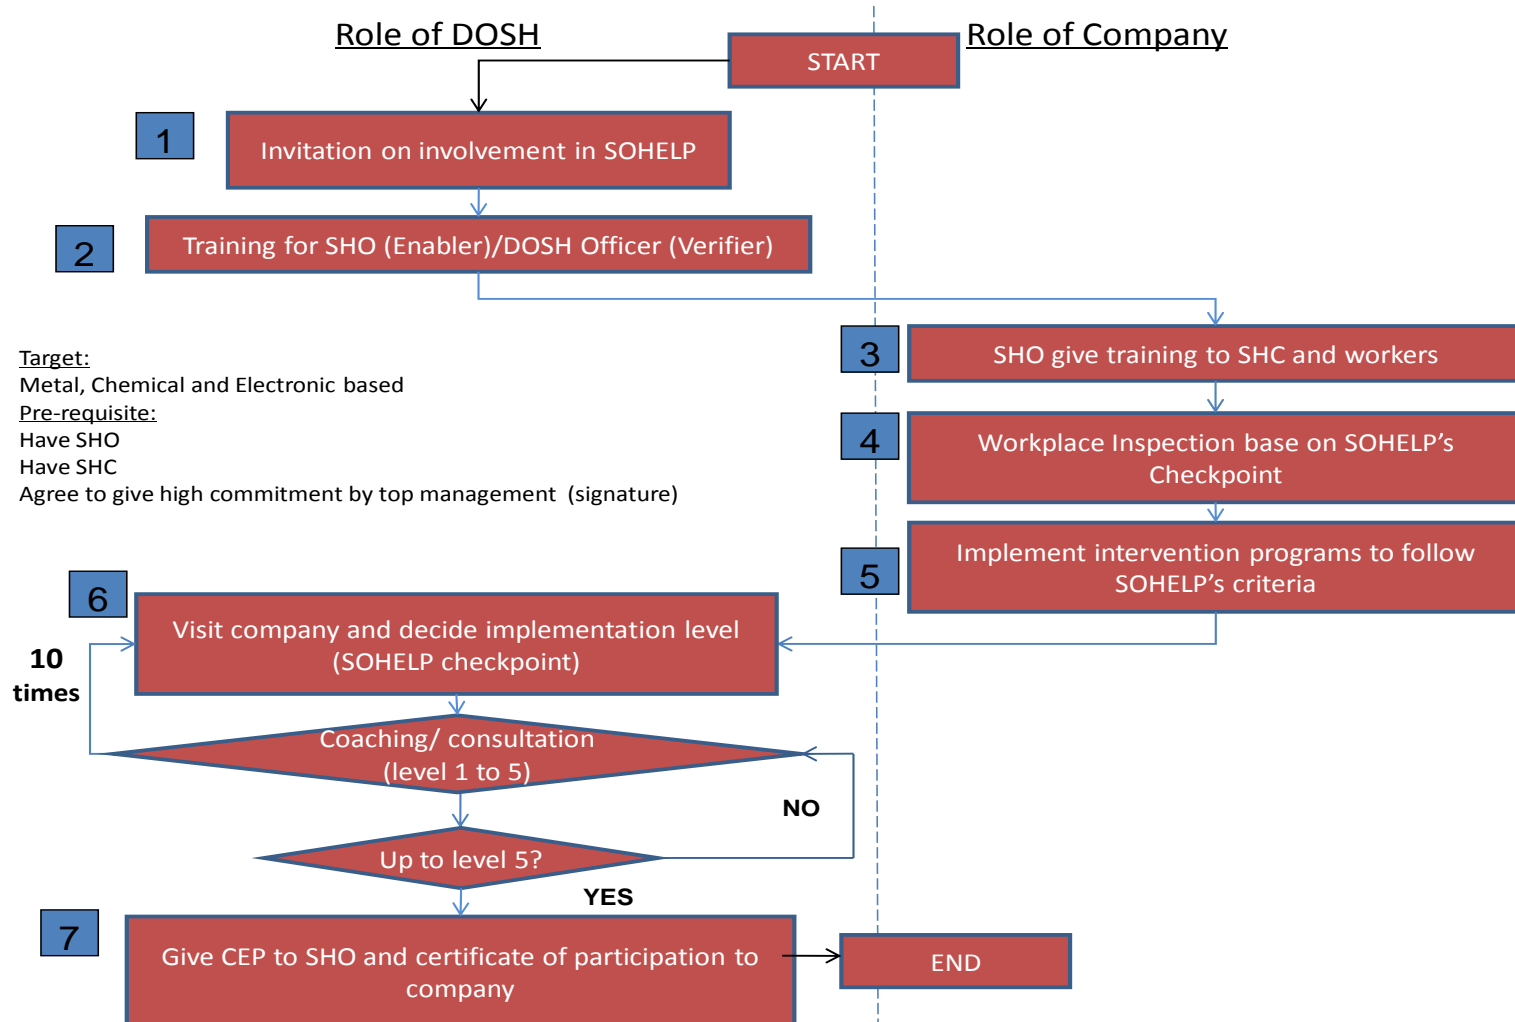 Role of DOSH
Role of Company
START
1
Invitation on involvement in SOHELP
2
Training for SHO (Enabler)/DOSH Officer (Verifier)
3
SHO give training to SHC and workers
Target:
Metal, Chemical and Electronic based
Pre-requisite:
Have SHO
Have SHC
Agree to give high commitment by top management (signature)
4
Workplace Inspection base on SOHELP’s
Checkpoint
5
Implement intervention programs to follow
SOHELP’s criteria
6
Visit company and decide implementation level
(SOHELP checkpoint)
10
times
Coaching/ consultation
(level 1 to 5)
NO
Up to level 5?
YES
7
Give CEP to SHO and certificate of participation to
company
END